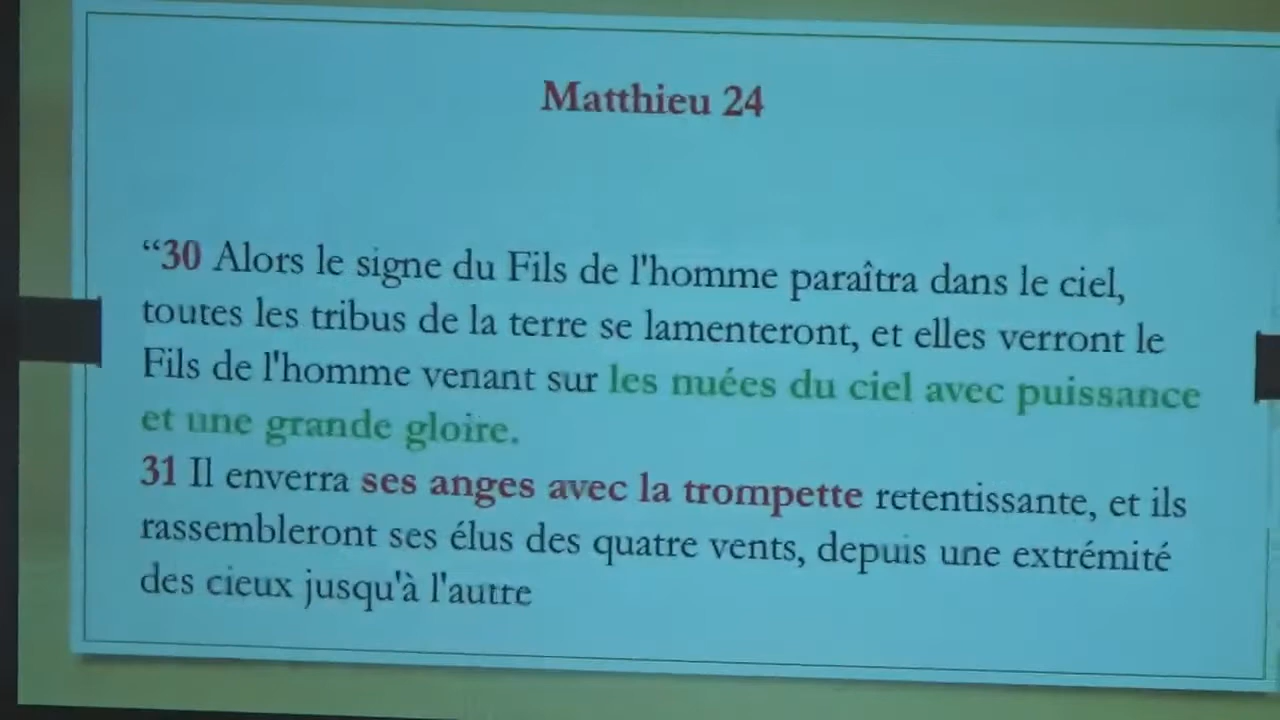 Matthieu 24
“30 Alors le signe du Fils de l'homme paraîtra dans le ciel,
toutes les tribus de la terre se lamenteront, et elles verront le
Fils de l'homme venant sur les nuées du ciel avec puissance
et une grande gloire.
31 Il enverra ses anges avec la trompette retentissante, et ils
rassembleront ses élus des quatre vents, depuis une extrémité
des cieux jusqu'à l'autre